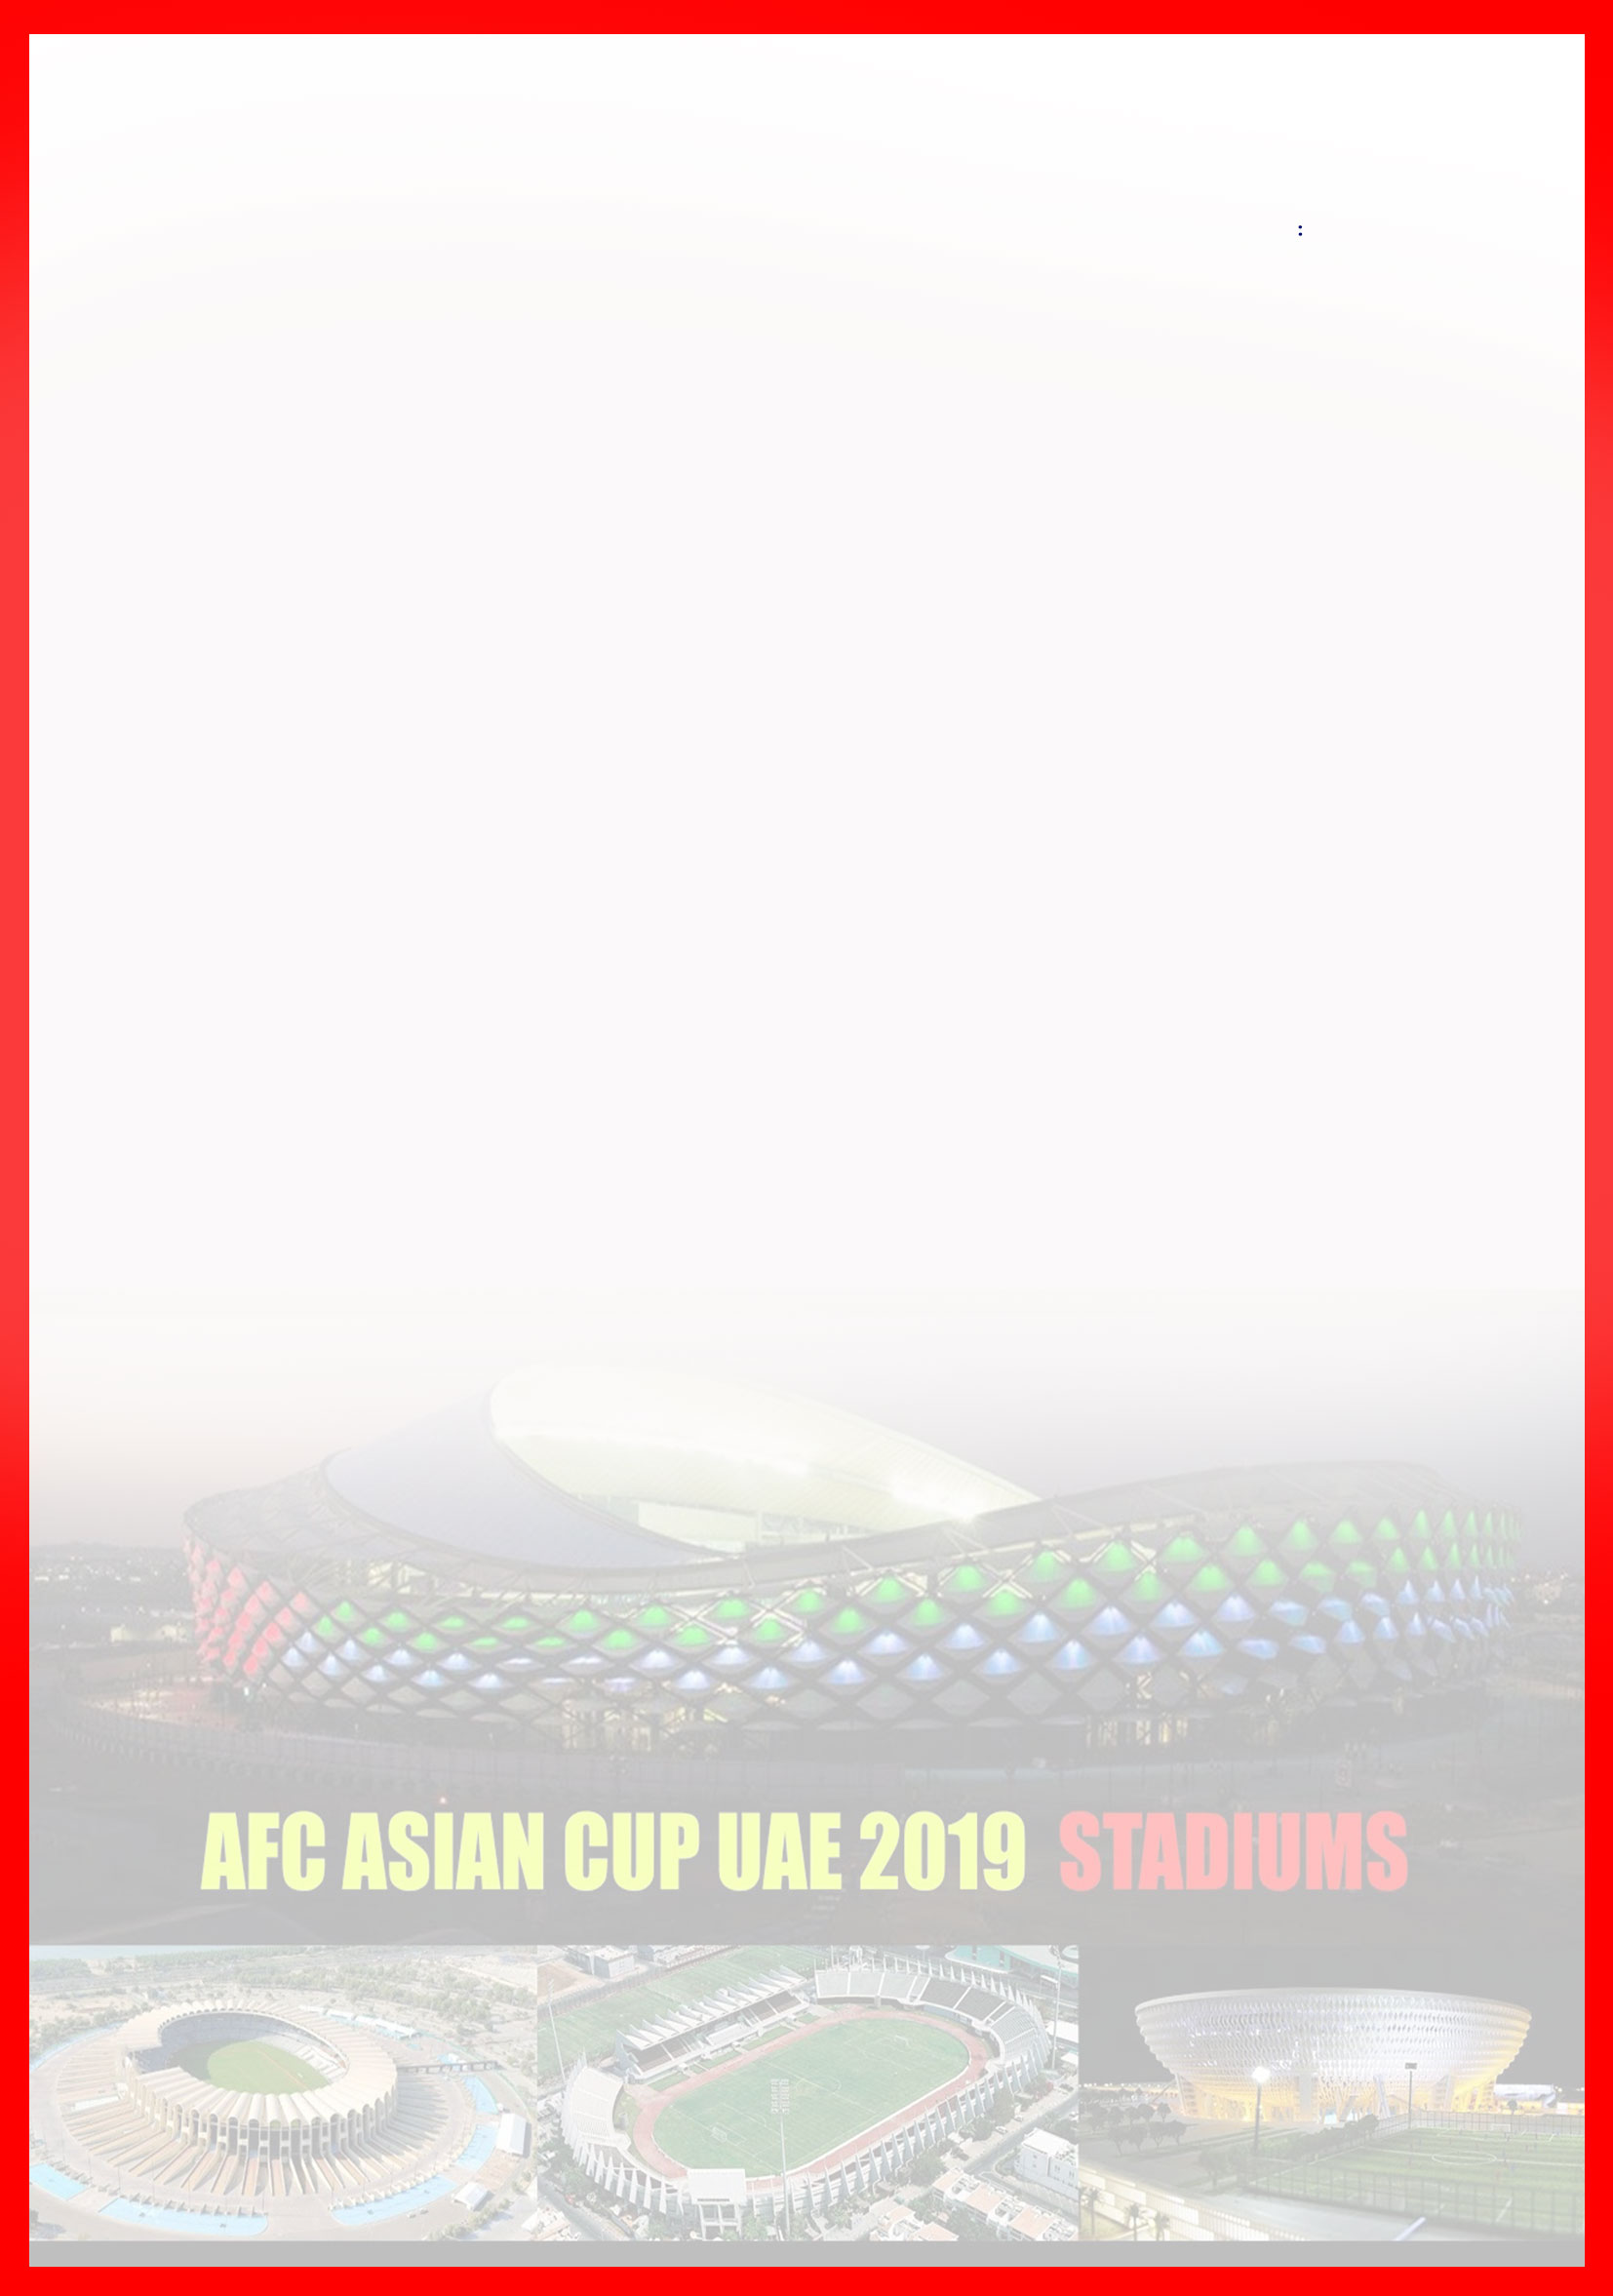 :
AFC ASIAN CUP UAE 2019 STADIUMS